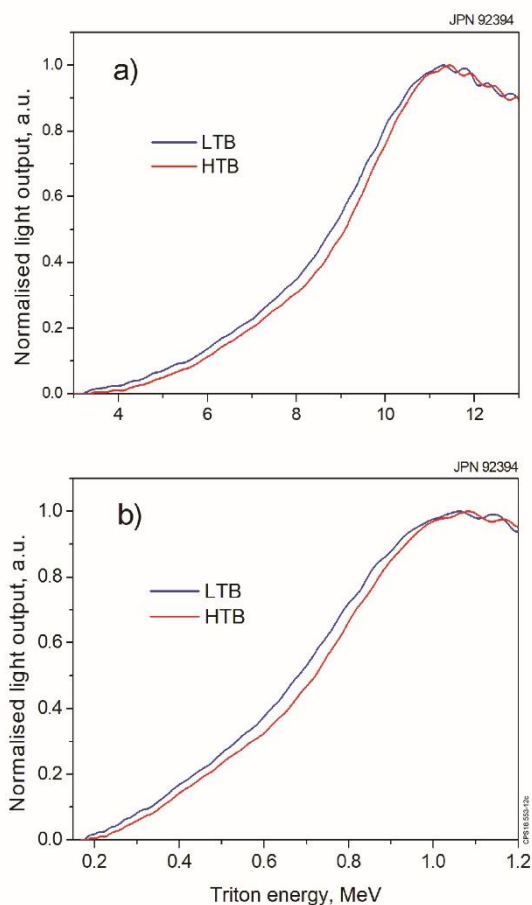 JPN 92394
a)
Normalised light output, a.u.
1.0
0.8
0.6
0.4
0.2
0.0
LTB
HTB
4 6 8 10 12
JPN 92394
b)
Normalised light output, a.u.
1.0
0.8
0.6
0.4
0.2
0.0
LTB
HTB
0.2 0.4 0.6 0.8 1.0 1.2
Triton energy, MeV
CPS18.553-12c